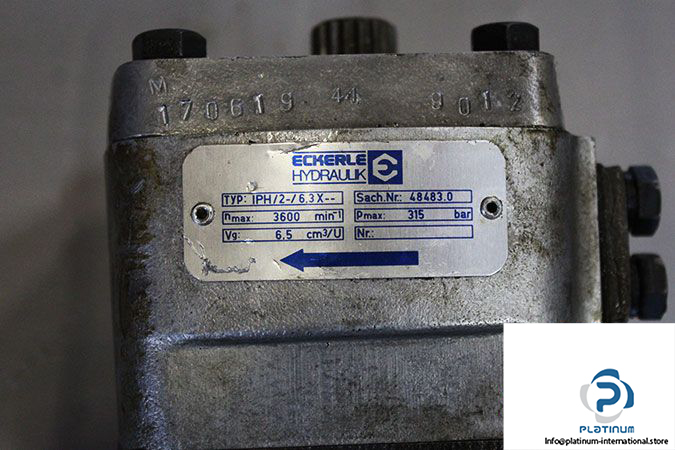 M
170619 44 9012
ECKERLE
HYDRAULIK
TYP: IPH/2-/6,3X--
Sach.Nr.: 48483.0
nmax: 3600 min-1
Pmax: 315 bar
Vg: 6,5 cm³/U
Nr.:
PLATINUM
Info@platinum-international.store